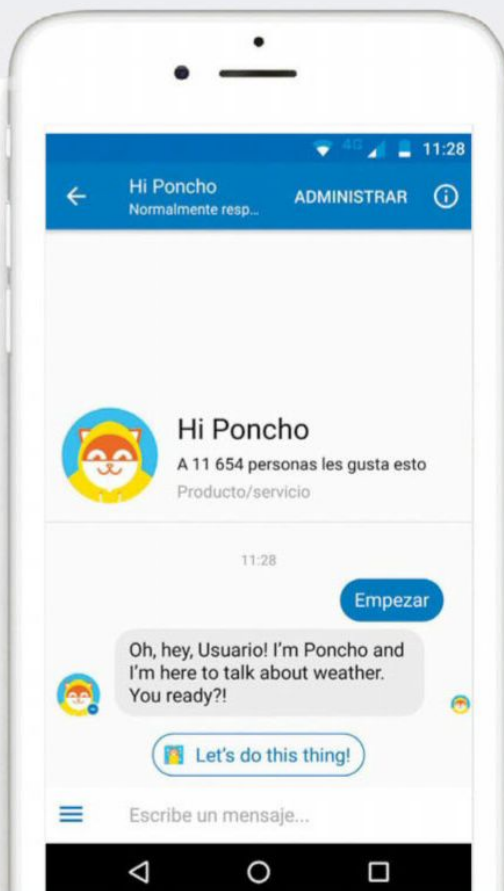 4G 11:28
Hi Poncho
Normalmente resp...
ADMINISTRAR
Hi Poncho
A 11 654 personas les gusta esto
Producto/servicio
11:28
Empezar
Oh, hey, Usuario! I'm Poncho and
I'm here to talk about weather.
You ready?!
Let's do this thing!
Escribe un mensaje...